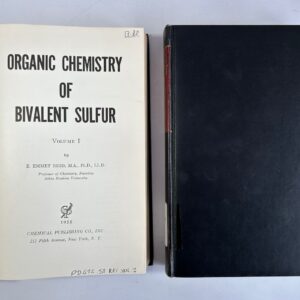 ORGANIC CHEMISTRY
OF
BIVALENT SULFUR
VOLUME I
by
E. EMMET REID, M.A., PH.D., LL.D.
Professor of Chemistry, Emeritus
Johns Hopkins University
1958
CHEMICAL PUBLISHING CO., INC.
212 Fifth Avenue, New York, N. Y.